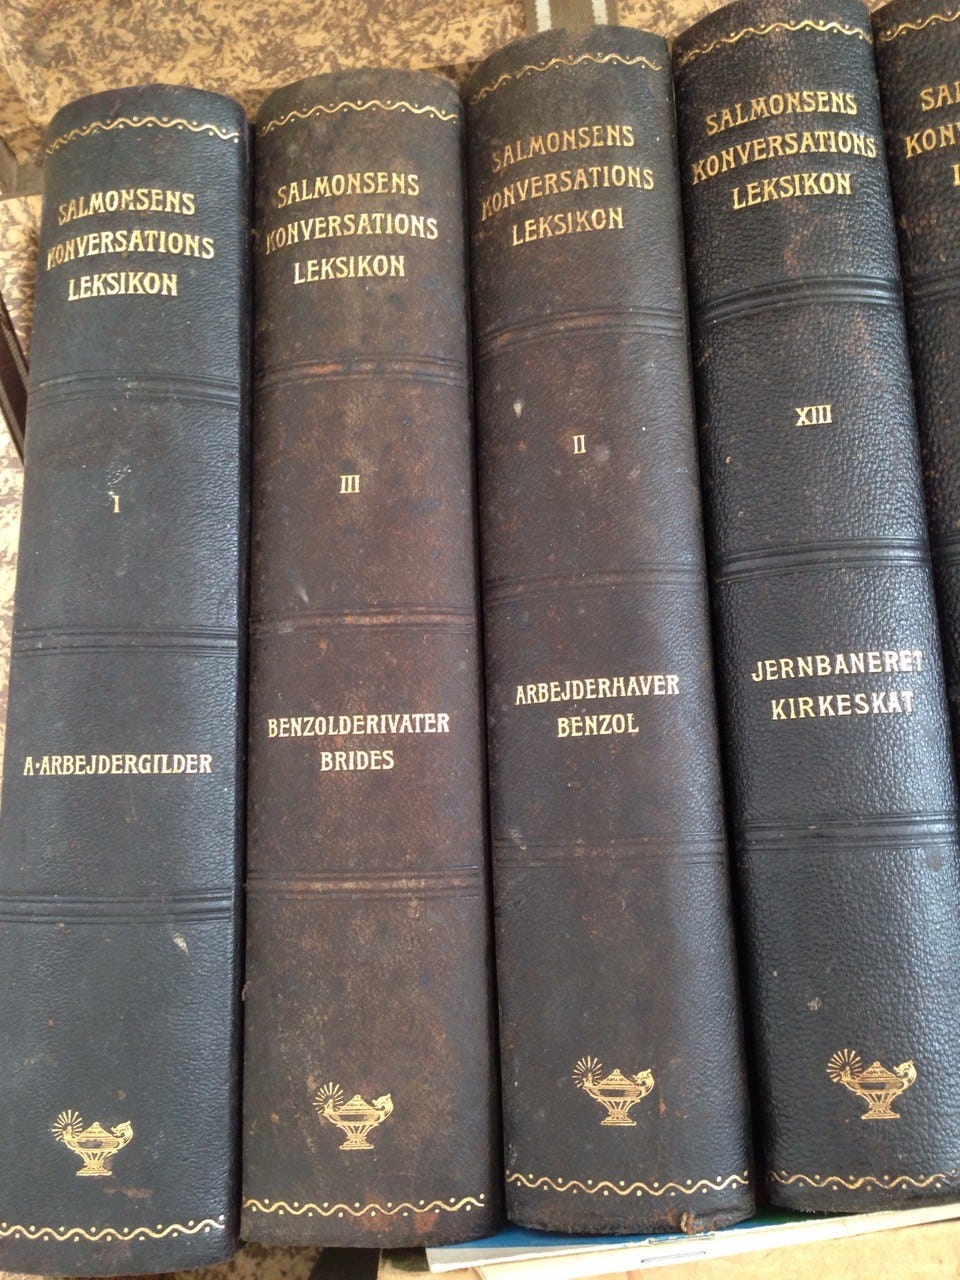 SALMONSENS
KONVERSATIONS
LEKSIKON
I
A·ARBEJDERGILDER
SALMONSENS
KONVERSATIONS
LEKSIKON
III
BENZOLDERIVATER
BRIDES
SALMONSENS
KONVERSATIONS
LEKSIKON
II
ARBEJDERHAVER
BENZOL
SALMONSENS
KONVERSATIONS
LEKSIKON
XIII
JERNBANERET
KIRKESKAT